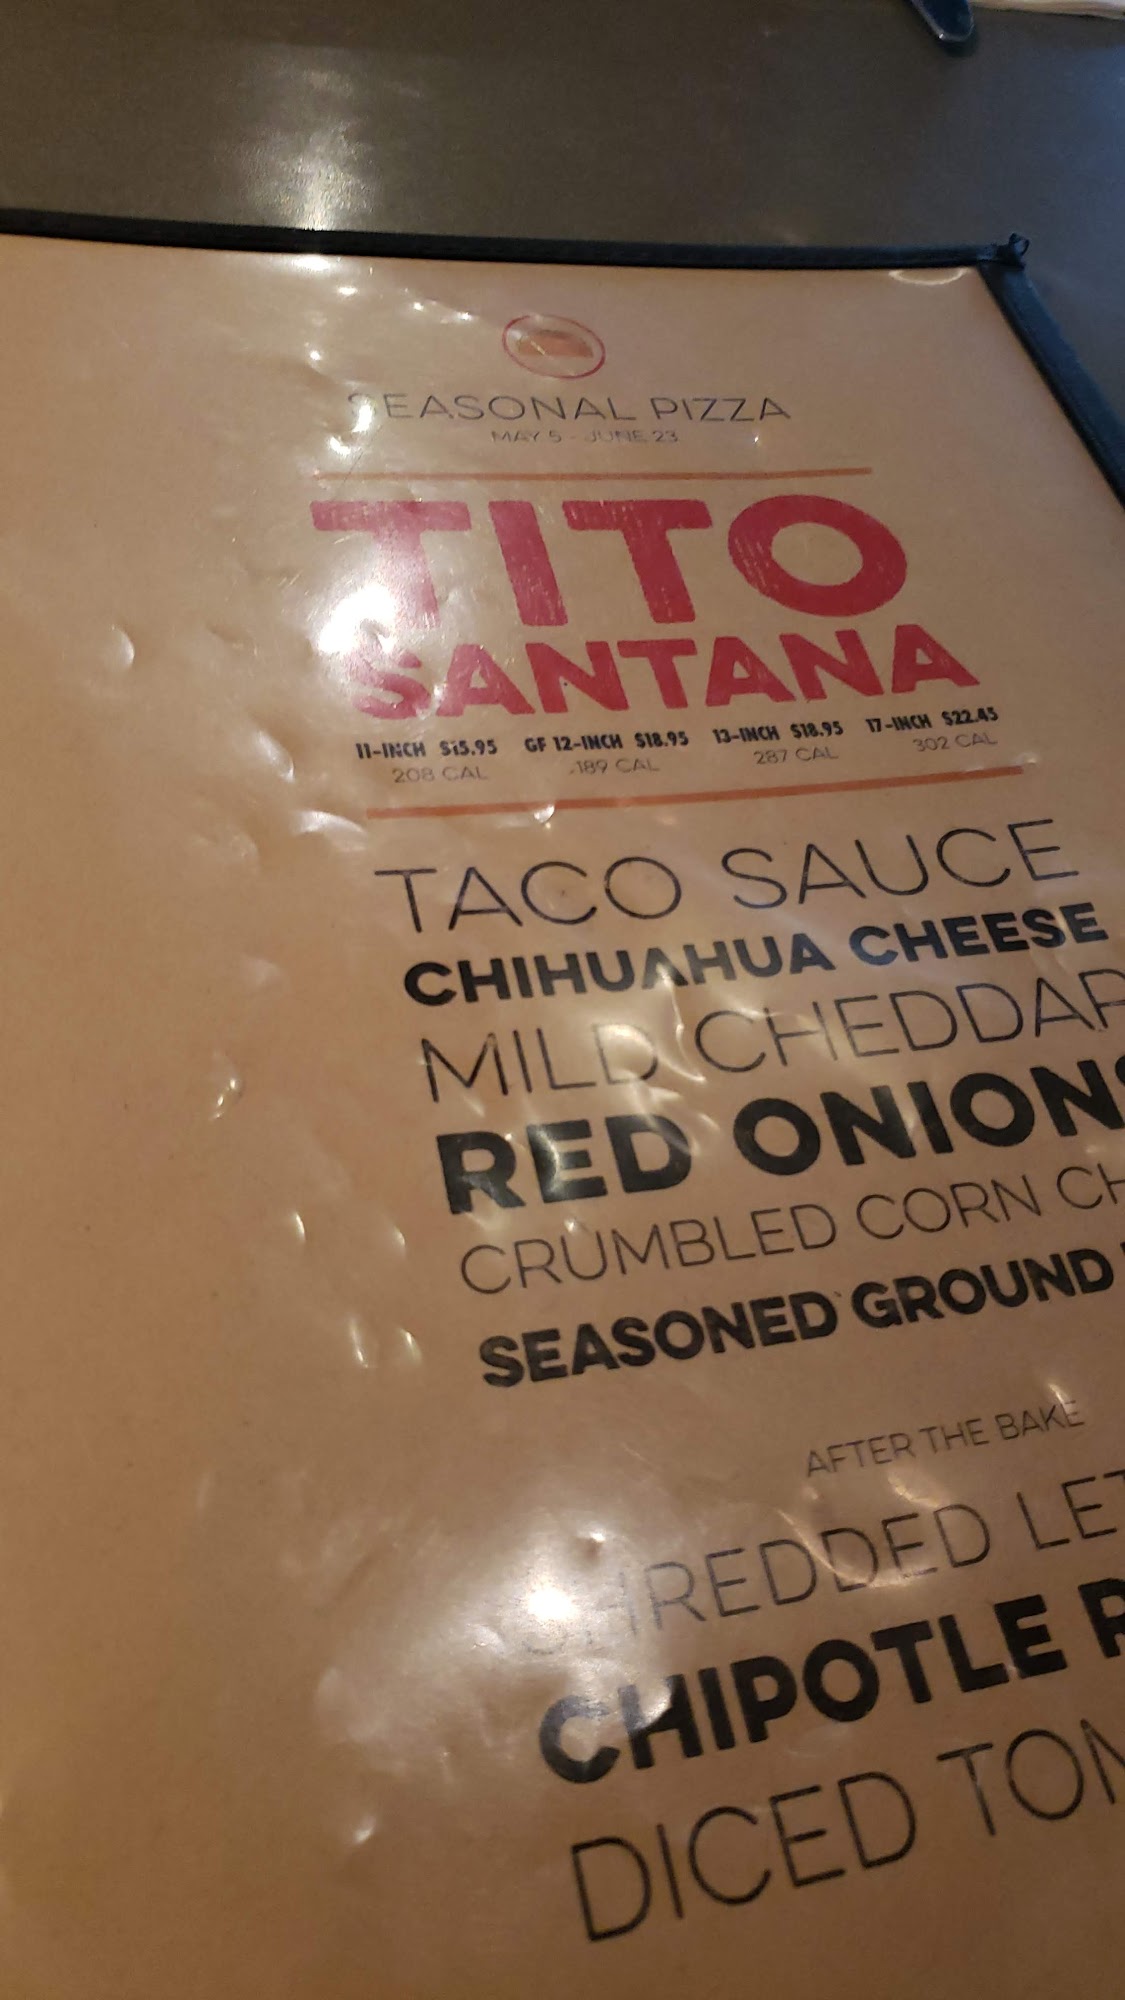 SEASONAL PIZZA
MAY 5 - JUNE 23
TITO
SANTANA
11-INCH $15.95 GF 12-INCH $18.95 13-INCH $18.95 17-INCH $22.45
208 CAL 189 CAL 287 CAL 302 CAL
TACO SAUCE
CHIHUAHUA CHEESE
MILD CHEDDAR
RED ONIONS
CRUMBLED CORN CH
SEASONED GROUND
AFTER THE BAKE
SHREDDED LET
CHIPOTLE R
DICED TOM